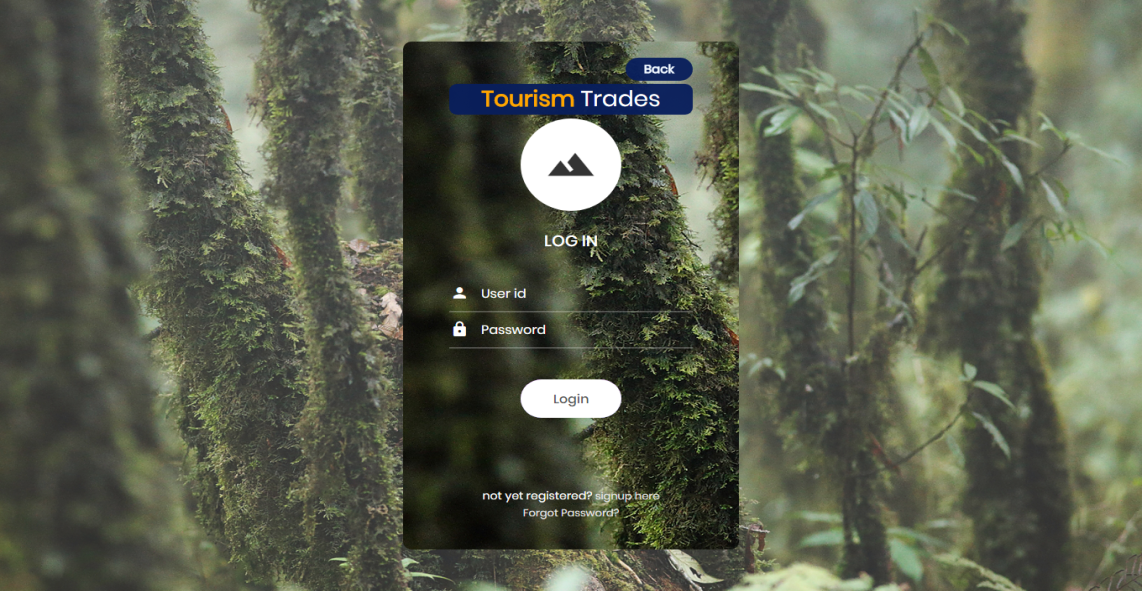 Back
Tourism Trades
LOG IN
User id
Password
Login
not yet registered? signup here
Forgot Password?